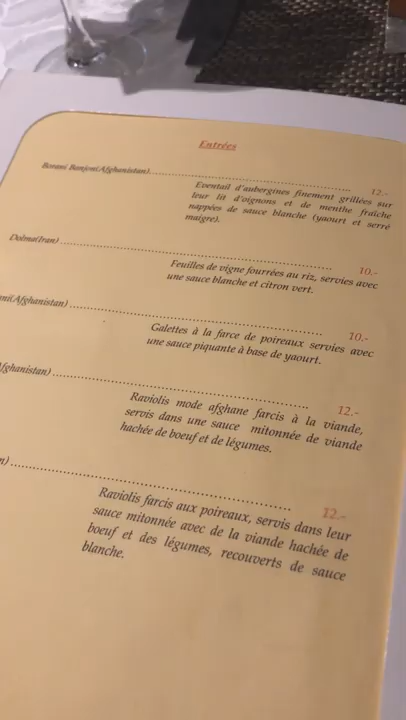 Entrées
Borani Banjoni(Afghanistan)........................................................... 12.-
Eventail d'aubergines finement grillées sur
leur lit d'oignons et de menthe fraîche
nappées de sauce blanche (yaourt et serré
maigre).
Dolma(Iran)........................................................................ 10.-
Feuilles de vigne fourrées au riz, servies avec
une sauce blanche et citron vert.
ni(Afghanistan)................................................................ 10.-
Galettes à la farce de poireaux servies avec
une sauce piquante à base de yaourt.
fghanistan)................................................................ 12.-
Raviolis mode afghane farcis à la viande,
servis dans une sauce mitonnée de viande
hachée de boeuf et de légumes.
n)........................................................................ 12.-
Raviolis farcis aux poireaux, servis dans leur
sauce mitonnée avec de la viande hachée de
boeuf et des légumes, recouverts de sauce
blanche.